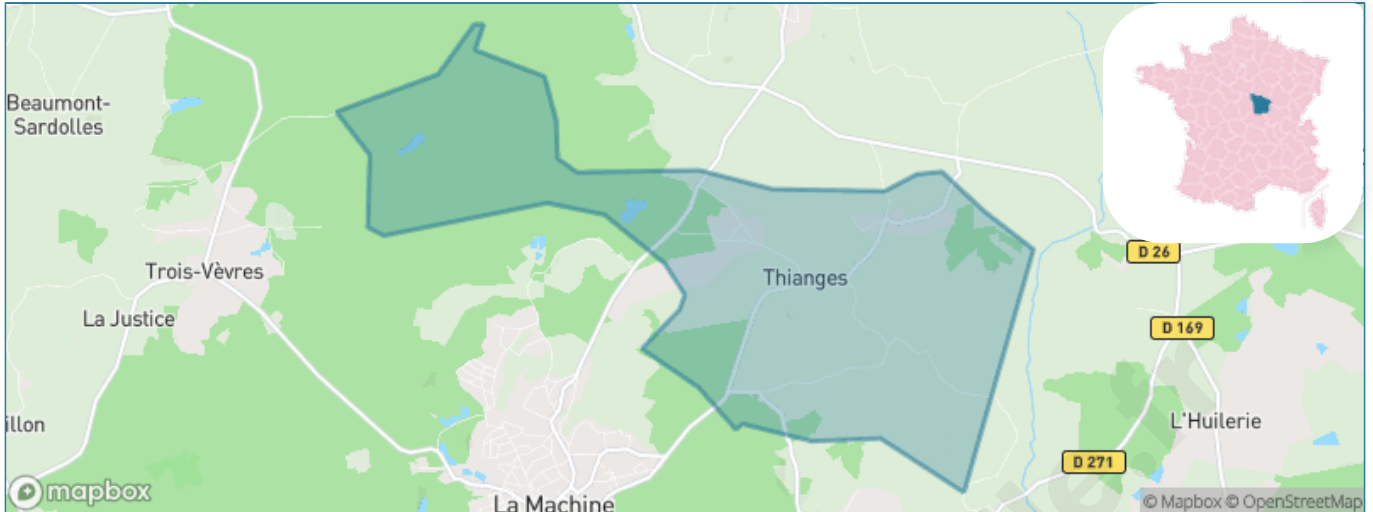 Beaumont-
Sardolles
D 26
Trois-Vèvres
Thianges
La Justice
D 169
illon
L'Huilerie
D 271
mapbox
La Machine
© Mapbox © OpenStreetMap